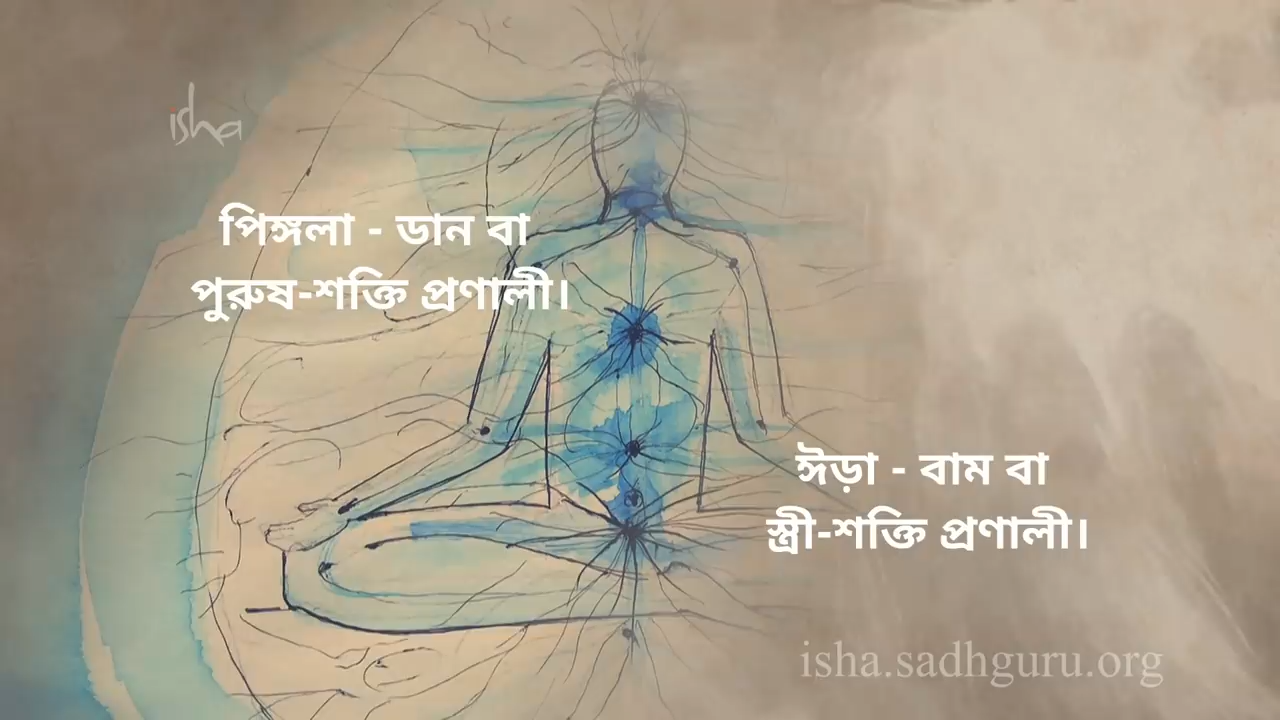 isha
পিঙ্গলা - ডান বা
পুরুষ-শক্তি প্রণালী।
ঈড়া - বাম বা
স্ত্রী-শক্তি প্রণালী।
isha.sadhguru.org